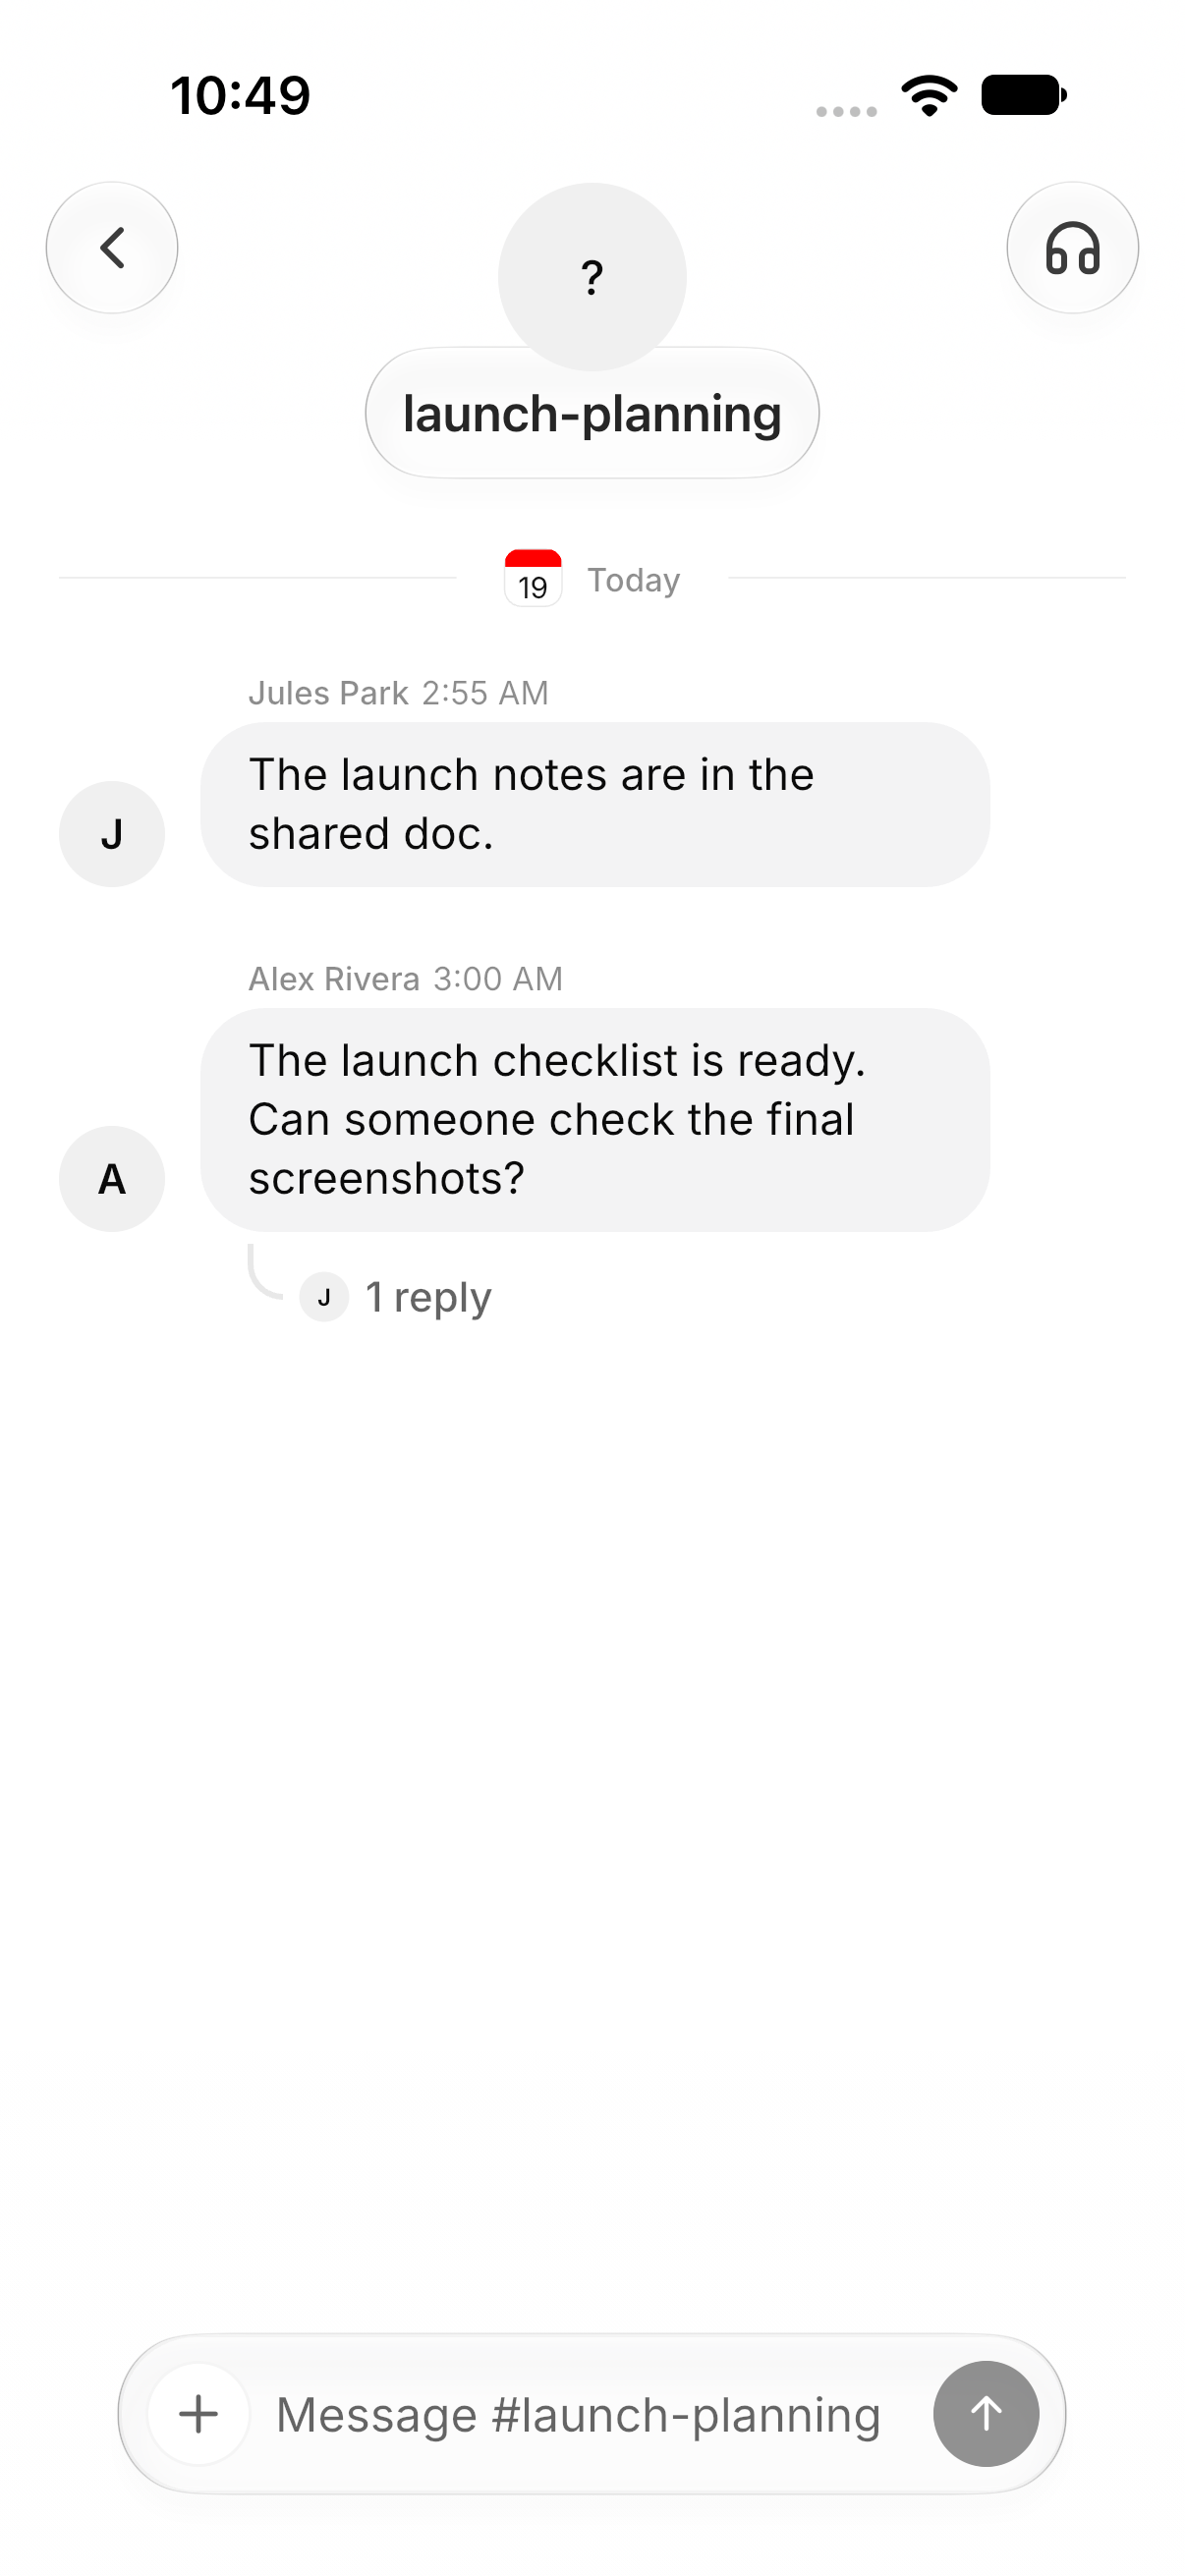 10:49
?
launch-planning
19 Today
Jules Park 2:55 AM
The launch notes are in the
shared doc.
J
Alex Rivera 3:00 AM
The launch checklist is ready.
Can someone check the final
screenshots?
A
J 1 reply
Message #launch-planning